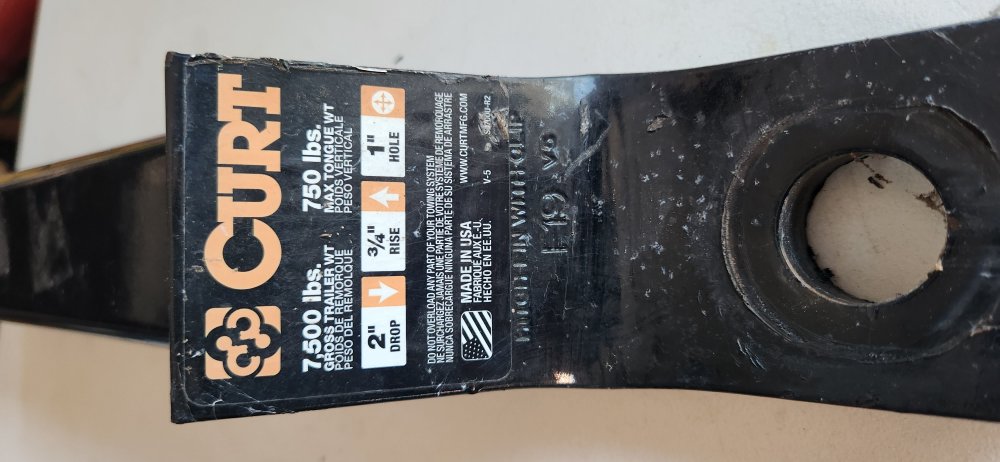 CURT
7,500 lbs.
GROSS TRAILER WT
POIDS DE REMORQUE
PESO DEL REMOLQUE
750 lbs.
MAX TONGUE WT
POIDS VERTICALE
PESO VERTICAL
2"
DROP
3/4"
RISE
1"
HOLE
DO NOT OVERLOAD ANY PART OF YOUR TOWING SYSTEM
NE SURCHARGEZ JAMAIS UNE PARTIE DE VOTRE SYSTÈME DE REMORQUAGE
NUNCA SOBRECARGUE NINGUNA PARTE DE SU SISTEMA DE ARRASTRE
MADE IN USA
FABRIQUÉ AUX É.-U.
HECHO EN EE.UU.
WWW.CURTMFG.COM
V-5